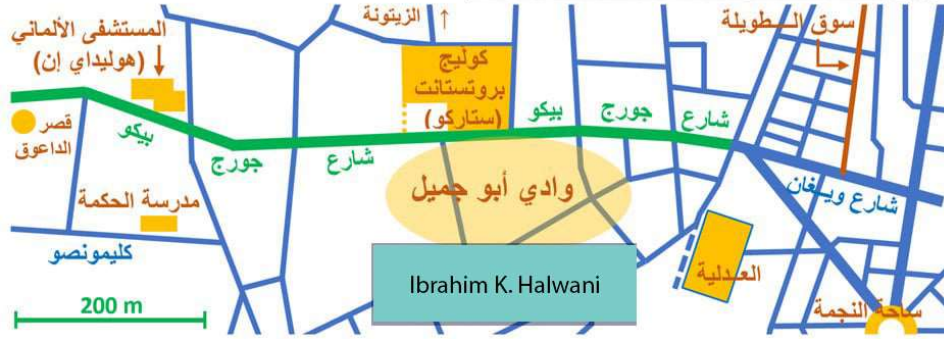 الزيتونة
سوق الطويلة
المستشفى الألماني
(هوليداي إن)
كوليج
بروتستانت
(ستاركو)
شارع
جورج
بيكو
قصر
الداعوق
بيكو
جورج
شارع
وادي أبو جميل
شارع ويغان
مدرسة الحكمة
كليمونصو
العدلية
Ibrahim K. Halwani
200 m
ساحة النجمة